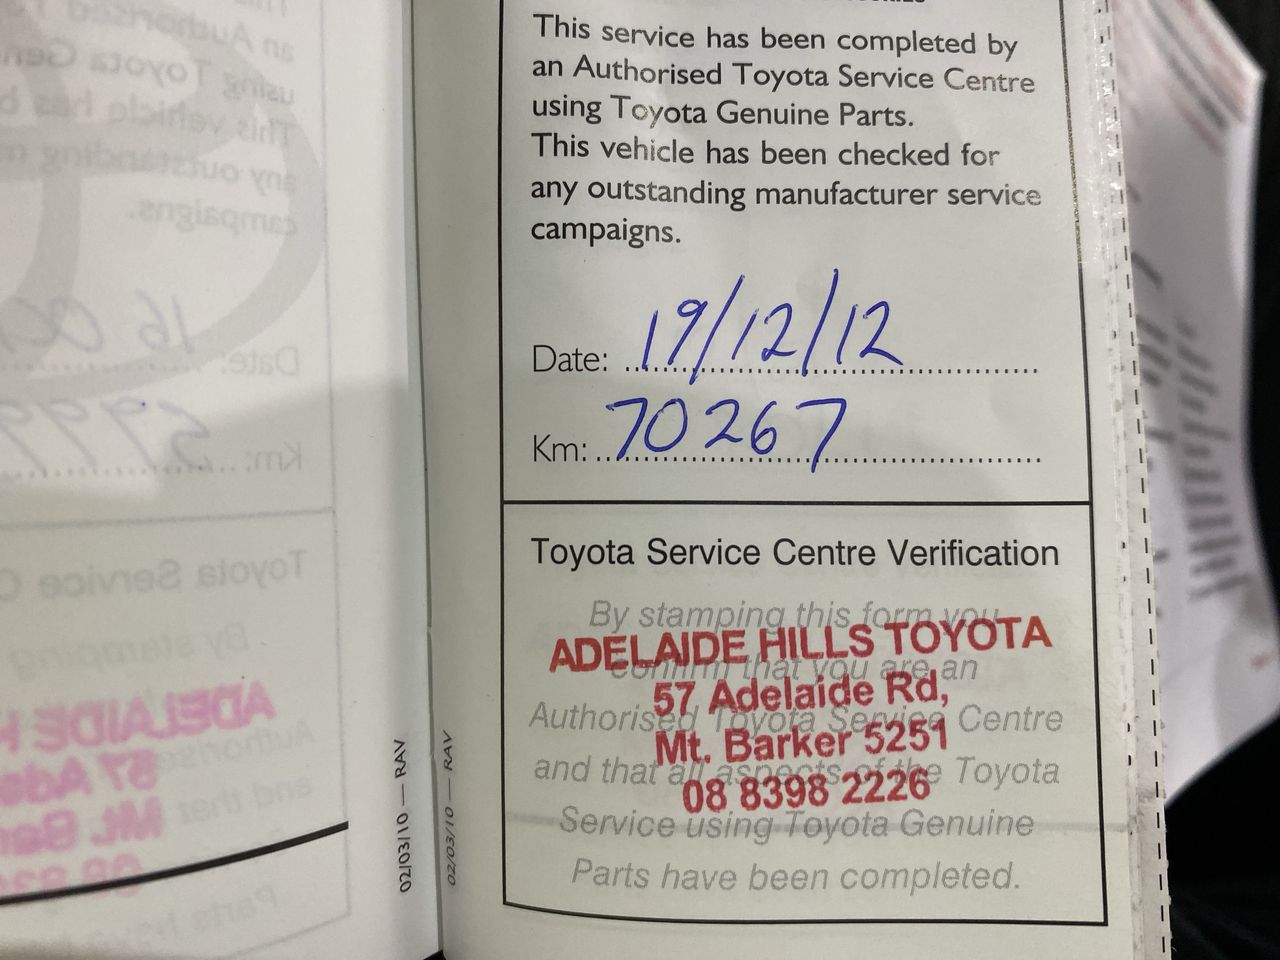 This service has been completed by
an Authorised Toyota Service Centre
using Toyota Genuine Parts.
This vehicle has been checked for
any outstanding manufacturer service
campaigns.
Date: 19/12/12
Km: 70267
Toyota Service Centre Verification
By stamping this form you
ADELAIDE HILLS TOYOTA
confirm that you are an
57 Adelaide Rd,
Authorised Toyota Service Centre
Mt. Barker 5251
and that all aspects of the Toyota
08 8398 2226
Service using Toyota Genuine
Parts have been completed.
02/03/10 — RAV
02/03/10 — RAV